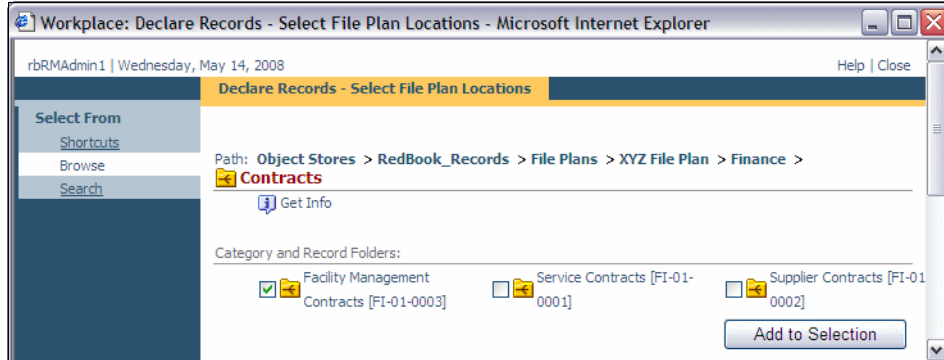 Workplace: Declare Records - Select File Plan Locations - Microsoft Internet Explorer
rbRMAdmin1 | Wednesday, May 14, 2008
Help | Close
Declare Records - Select File Plan Locations
Select From
Shortcuts
Browse
Search
Path: Object Stores > RedBook_Records > File Plans > XYZ File Plan > Finance >
Contracts
Get Info
Category and Record Folders:
Facility Management
Contracts [FI-01-0003]
Service Contracts [FI-01-
0001]
Supplier Contracts [FI-01
0002]
Add to Selection